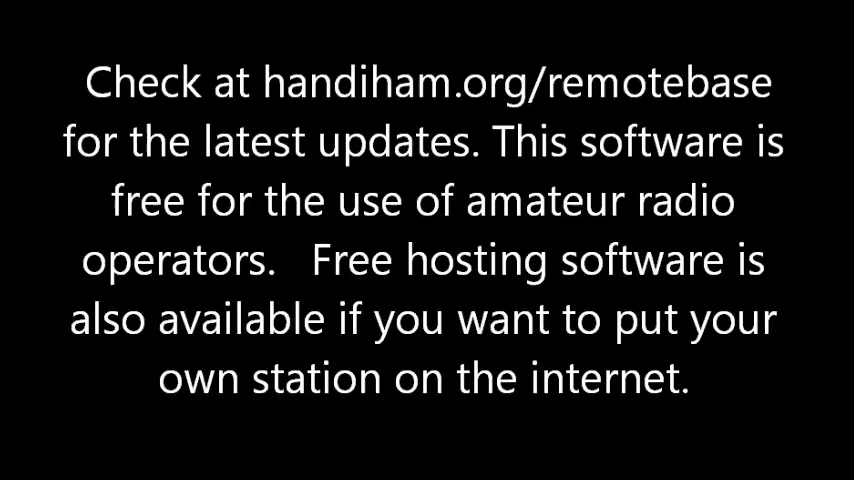 Check at handiham.org/remotebase
for the latest updates. This software is
free for the use of amateur radio
operators.   Free hosting software is
also available if you want to put your
own station on the internet.